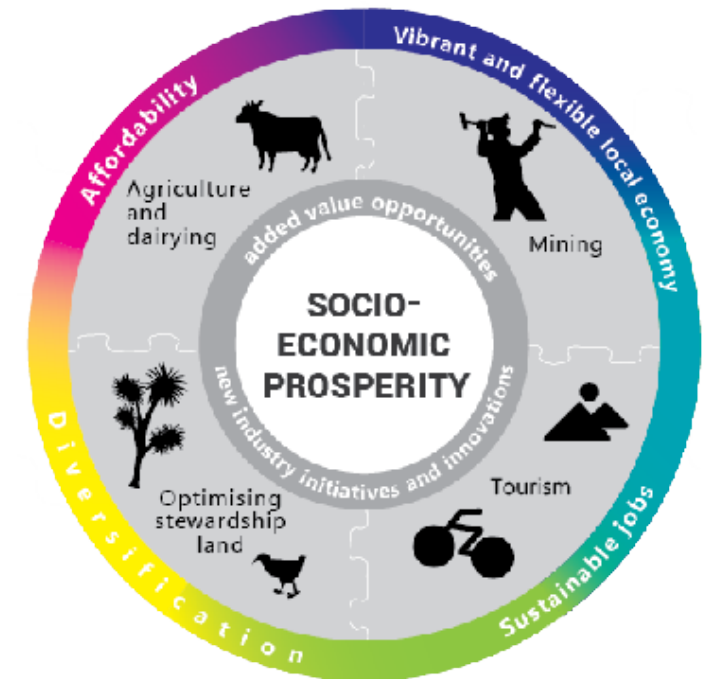 Affordability
Vibrant and flexible local economy
Agriculture
and
dairying
Mining
added value opportunities
SOCIO-
ECONOMIC
PROSPERITY
new industry initiatives and innovations
Optimising
stewardship
land
Tourism
Diversification
Sustainable jobs